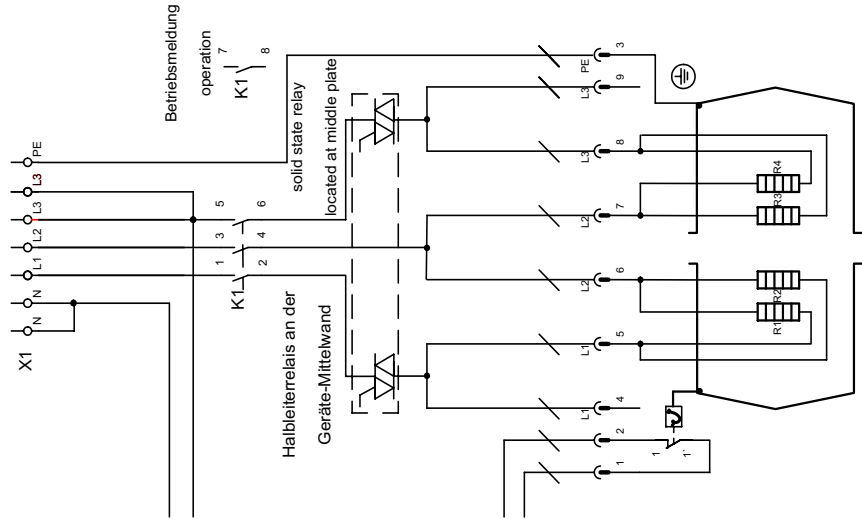 X1
N
N
L1
L2
L3
L3
PE
Betriebsmeldung
operation
K1
7
8
K1
1
2
3
4
5
6
Halbleiterrelais an der
Geräte-Mittelwand
solid state relay
located at middle plate
L1
L1
L2
L2
L3
L3
PE
1
2
4
5
6
7
8
9
3
1
1'
R1
R2
R3
R4